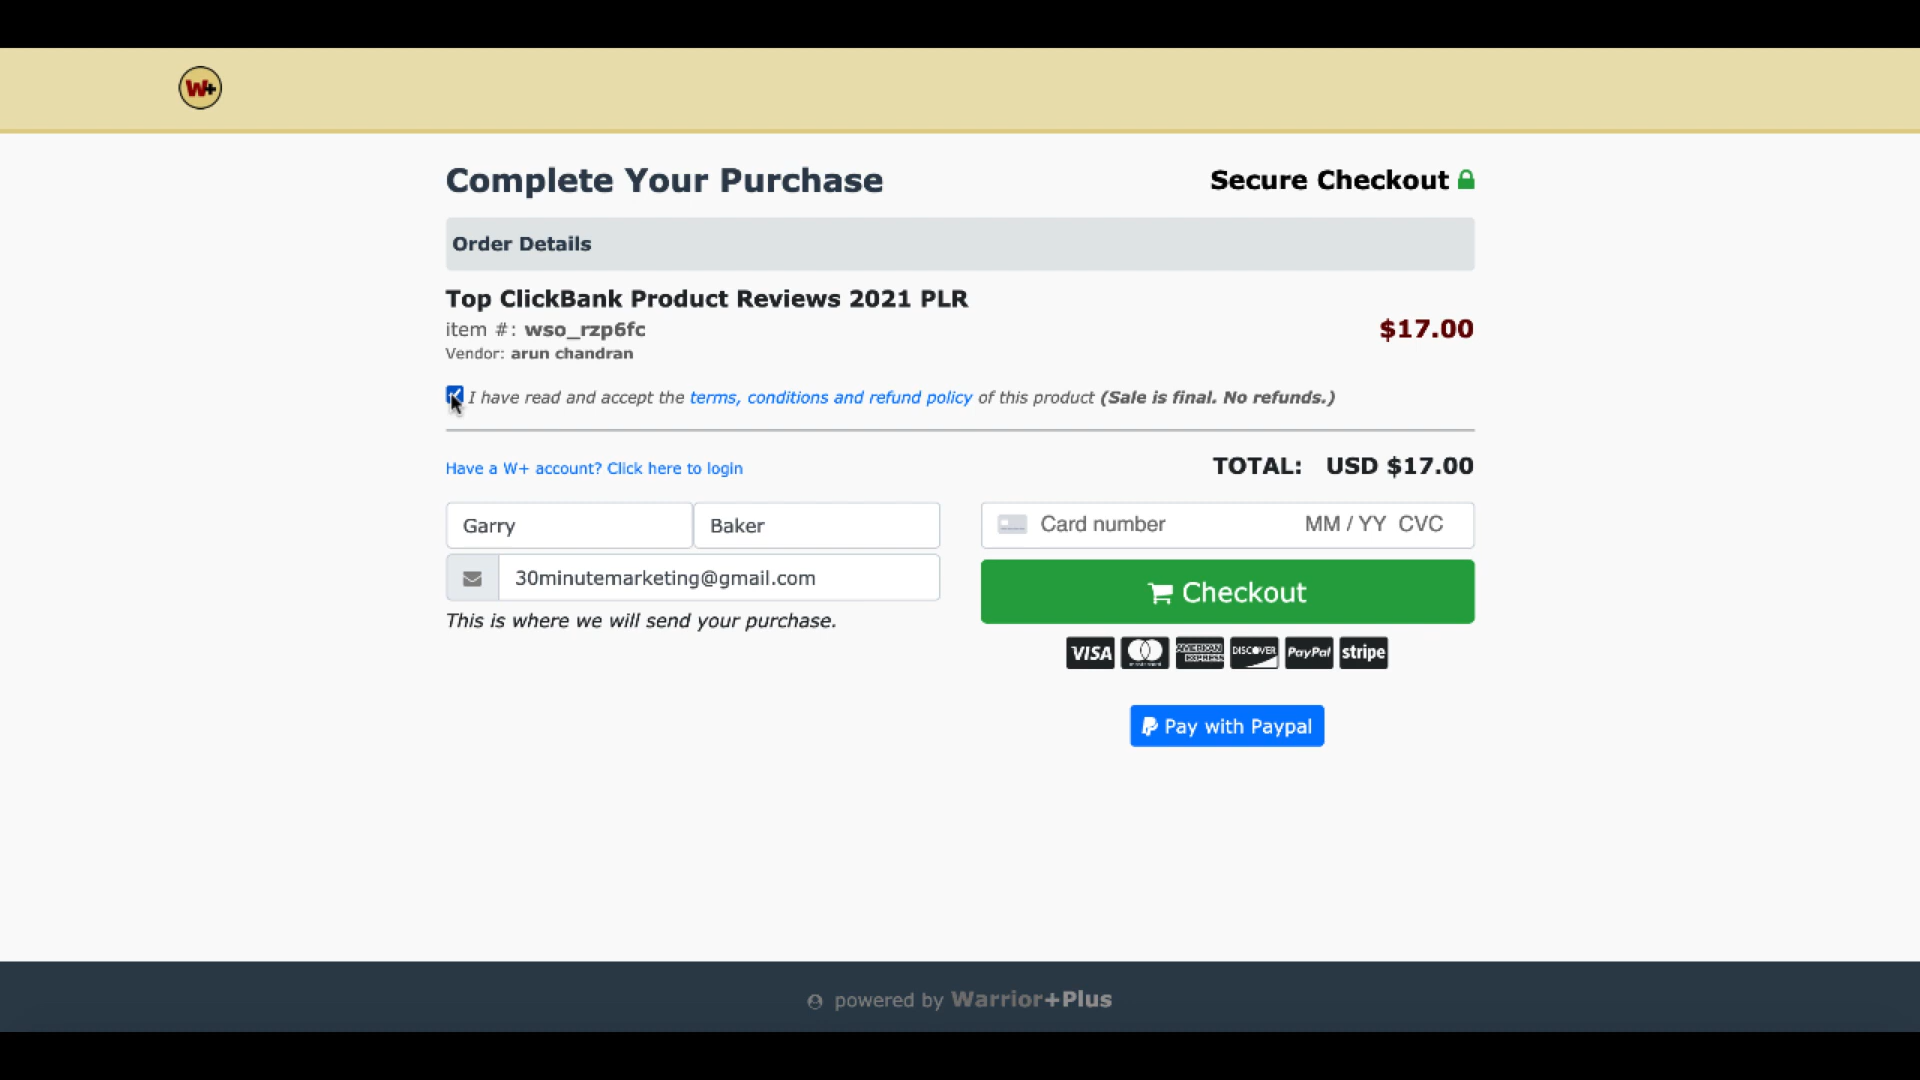 W+
Complete Your Purchase
Secure Checkout
Order Details
Top ClickBank Product Reviews 2021 PLR
item #: wso_rzp6fc
$17.00
Vendor: arun chandran
I have read and accept the terms, conditions and refund policy of this product (Sale is final. No refunds.)
Have a W+ account? Click here to login
TOTAL: USD $17.00
Garry
Baker
Card number
MM / YY CVC
30minutemarketing@gmail.com
Checkout
This is where we will send your purchase.
VISA
AMERICAN EXPRESS
DISCOVER
PayPal
stripe
Pay with Paypal
powered by Warrior+Plus